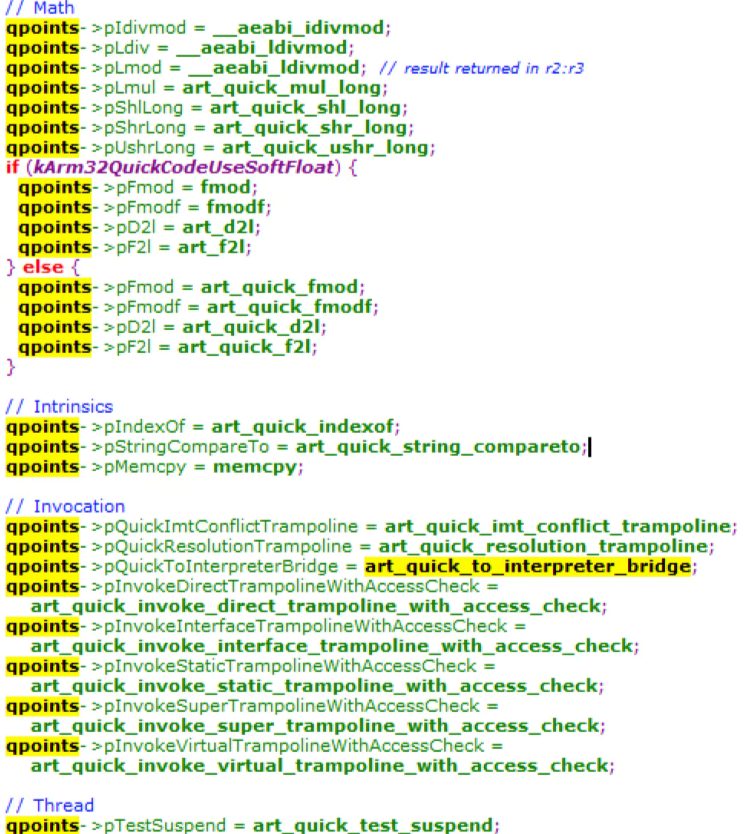 // Math
qpoints->pIdivmod = __aeabi_idivmod;
qpoints->pLdiv = __aeabi_ldivmod;
qpoints->pLmod = __aeabi_ldivmod; // result returned in r2:r3
qpoints->pLmul = art_quick_mul_long;
qpoints->pShlLong = art_quick_shl_long;
qpoints->pShrLong = art_quick_shr_long;
qpoints->pUshrLong = art_quick_ushr_long;
if (kArm32QuickCodeUseSoftFloat) {
  qpoints->pFmod = fmod;
  qpoints->pFmodf = fmodf;
  qpoints->pD2l = art_d2l;
  qpoints->pF2l = art_f2l;
} else {
  qpoints->pFmod = art_quick_fmod;
  qpoints->pFmodf = art_quick_fmodf;
  qpoints->pD2l = art_quick_d2l;
  qpoints->pF2l = art_quick_f2l;
}
// Intrinsics
qpoints->pIndexOf = art_quick_indexof;
qpoints->pStringCompareTo = art_quick_string_compareto;
qpoints->pMemcpy = memcpy;
// Invocation
qpoints->pQuickImtConflictTrampoline = art_quick_imt_conflict_trampoline;
qpoints->pQuickResolutionTrampoline = art_quick_resolution_trampoline;
qpoints->pQuickToInterpreterBridge = art_quick_to_interpreter_bridge;
qpoints->pInvokeDirectTrampolineWithAccessCheck =
    art_quick_invoke_direct_trampoline_with_access_check;
qpoints->pInvokeInterfaceTrampolineWithAccessCheck =
    art_quick_invoke_interface_trampoline_with_access_check;
qpoints->pInvokeStaticTrampolineWithAccessCheck =
    art_quick_invoke_static_trampoline_with_access_check;
qpoints->pInvokeSuperTrampolineWithAccessCheck =
    art_quick_invoke_super_trampoline_with_access_check;
qpoints->pInvokeVirtualTrampolineWithAccessCheck =
    art_quick_invoke_virtual_trampoline_with_access_check;
// Thread
qpoints->pTestSuspend = art_quick_test_suspend;